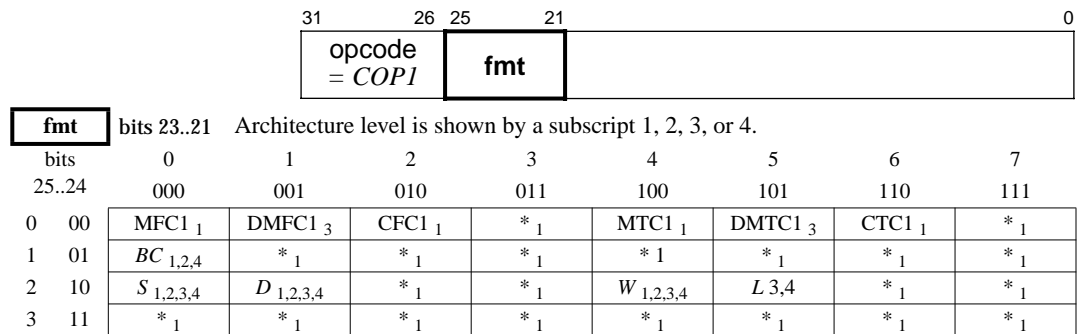 31 26 25 21 0
opcode
= COP1
fmt
fmt bits 23..21 Architecture level is shown by a subscript 1, 2, 3, or 4.
bits 0 1 2 3 4 5 6 7
25..24 000 001 010 011 100 101 110 111
0 00 MFC1 1 DMFC1 3 CFC1 1 * 1 MTC1 1 DMTC1 3 CTC1 1 * 1
1 01 BC 1,2,4 * 1 * 1 * 1 * 1 * 1 * 1 * 1
2 10 S 1,2,3,4 D 1,2,3,4 * 1 * 1 W 1,2,3,4 L 3,4 * 1 * 1
3 11 * 1 * 1 * 1 * 1 * 1 * 1 * 1 * 1